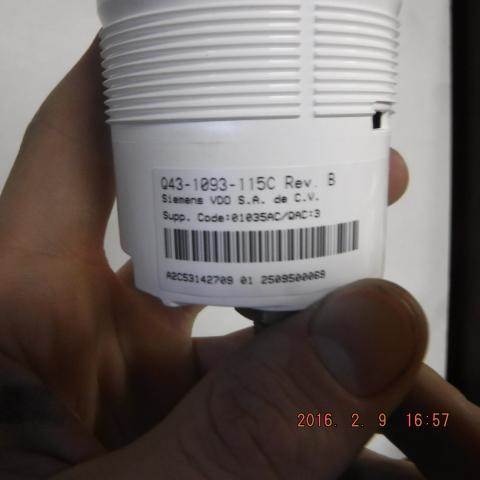 Q43-1093-115C Rev. B
Siemens VDO S.A. de C.V.
Supp. Code:01035AC/QAC:3
A2C53142709 01 2509500069
2016. 2. 9 16:57